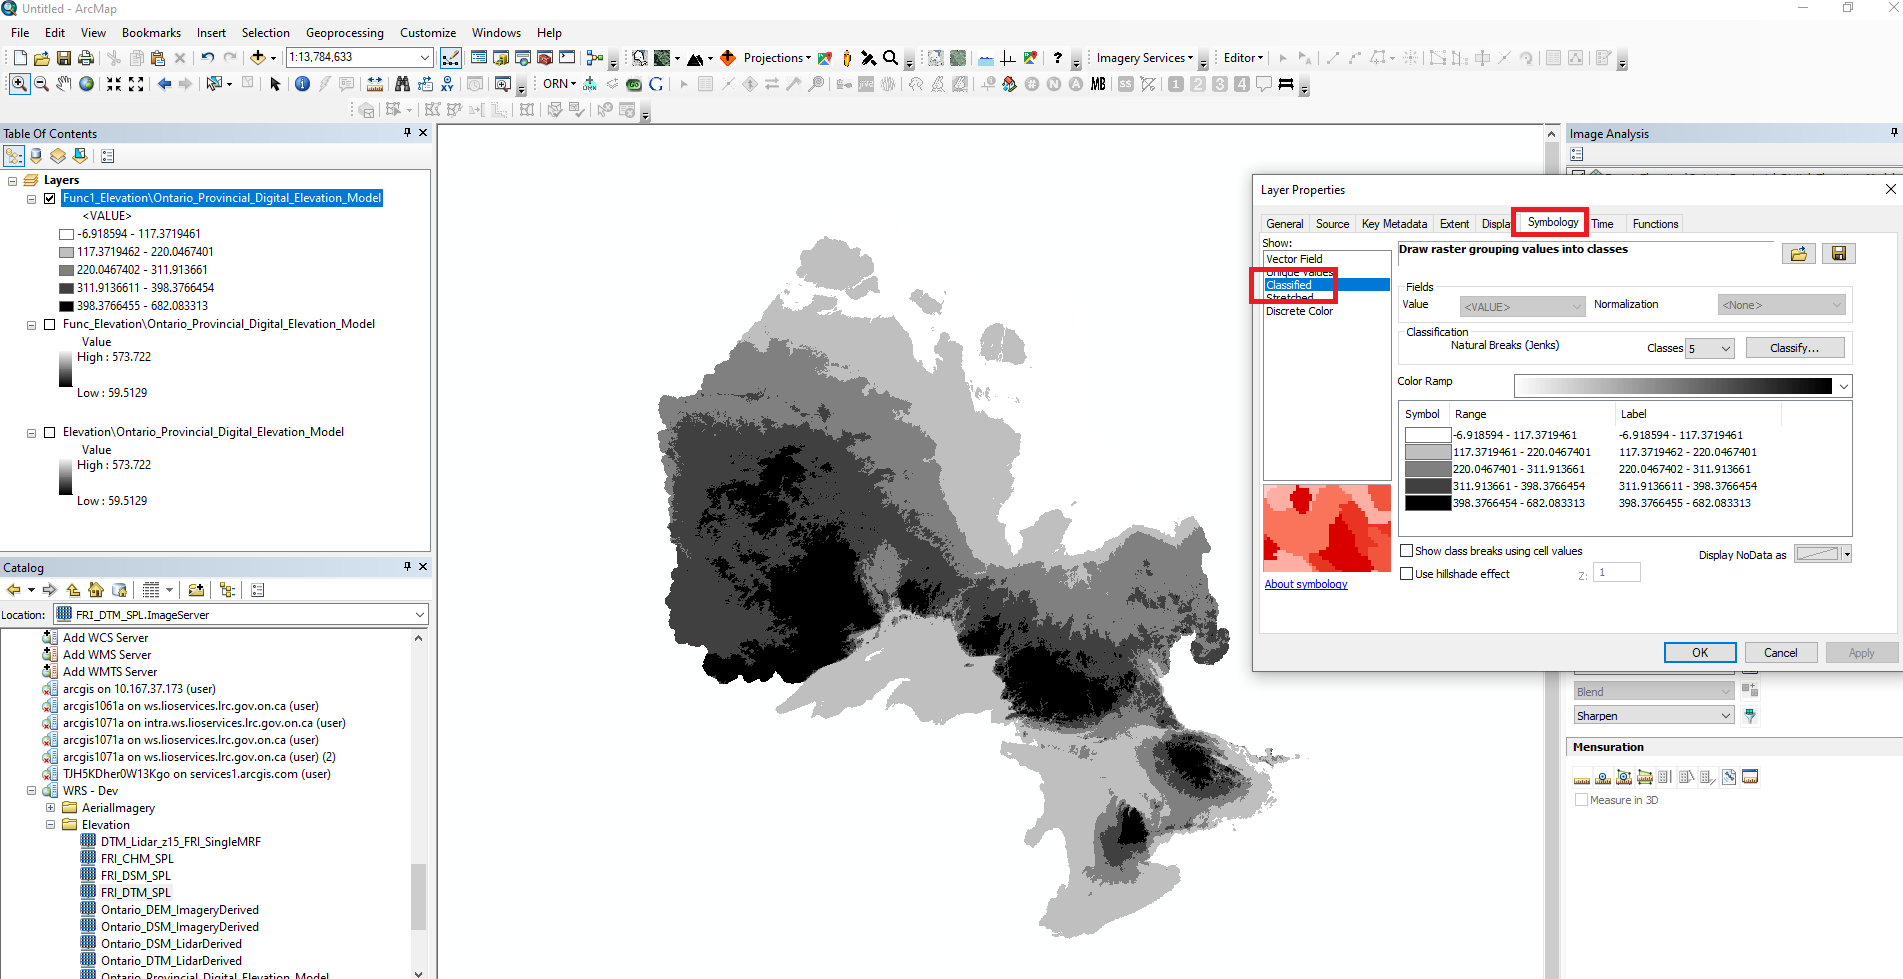 Untitled - ArcMap
File Edit View Bookmarks Insert Selection Geoprocessing Customize Windows Help
1:13,784,633
Projections
?
Imagery Services
Editor
ORN
MB
SS
1 2 3 4
Table Of Contents
Layers
Func1_Elevation\Ontario_Provincial_Digital_Elevation_Model
<VALUE>
-6.918594 - 117.3719461
117.3719462 - 220.0467401
220.0467402 - 311.913661
311.9136611 - 398.3766454
398.3766455 - 682.083313
Func_Elevation\Ontario_Provincial_Digital_Elevation_Model
Value
High : 573.722
Low : 59.5129
Elevation\Ontario_Provincial_Digital_Elevation_Model
Value
High : 573.722
Low : 59.5129
Catalog
Location: FRI_DTM_SPL.ImageServer
Add WCS Server
Add WMS Server
Add WMTS Server
arcgis on 10.167.37.173 (user)
arcgis1061a on ws.lioservices.lrc.gov.on.ca (user)
arcgis1071a on intra.ws.lioservices.lrc.gov.on.ca (user)
arcgis1071a on ws.lioservices.lrc.gov.on.ca (user)
arcgis1071a on ws.lioservices.lrc.gov.on.ca (user) (2)
TJH5KDher0W13Kgo on services1.arcgis.com (user)
WRS - Dev
AerialImagery
Elevation
DTM_Lidar_z15_FRI_SingleMRF
FRI_CHM_SPL
FRI_DSM_SPL
FRI_DTM_SPL
Ontario_DEM_ImageryDerived
Ontario_DSM_ImageryDerived
Ontario_DSM_LidarDerived
Ontario_DTM_LidarDerived
Ontario_Provincial_Digital_Elevation_Model
Image Analysis
Layer Properties
General Source Key Metadata Extent Display Symbology Time Functions
Show:
Vector Field
Unique Values
Classified
Stretched
Discrete Color
About symbology
Draw raster grouping values into classes
Fields
Value <VALUE> Normalization <None>
Classification
Natural Breaks (Jenks) Classes 5 Classify...
Color Ramp
Symbol Range Label
-6.918594 - 117.3719461 -6.918594 - 117.3719461
117.3719461 - 220.0467401 117.3719462 - 220.0467401
220.0467401 - 311.913661 220.0467402 - 311.913661
311.913661 - 398.3766454 311.9136611 - 398.3766454
398.3766454 - 682.083313 398.3766455 - 682.083313
Show class breaks using cell values Display NoData as
Use hillshade effect Z: 1
OK Cancel Apply
Blend
Sharpen
Mensuration
Measure in 3D